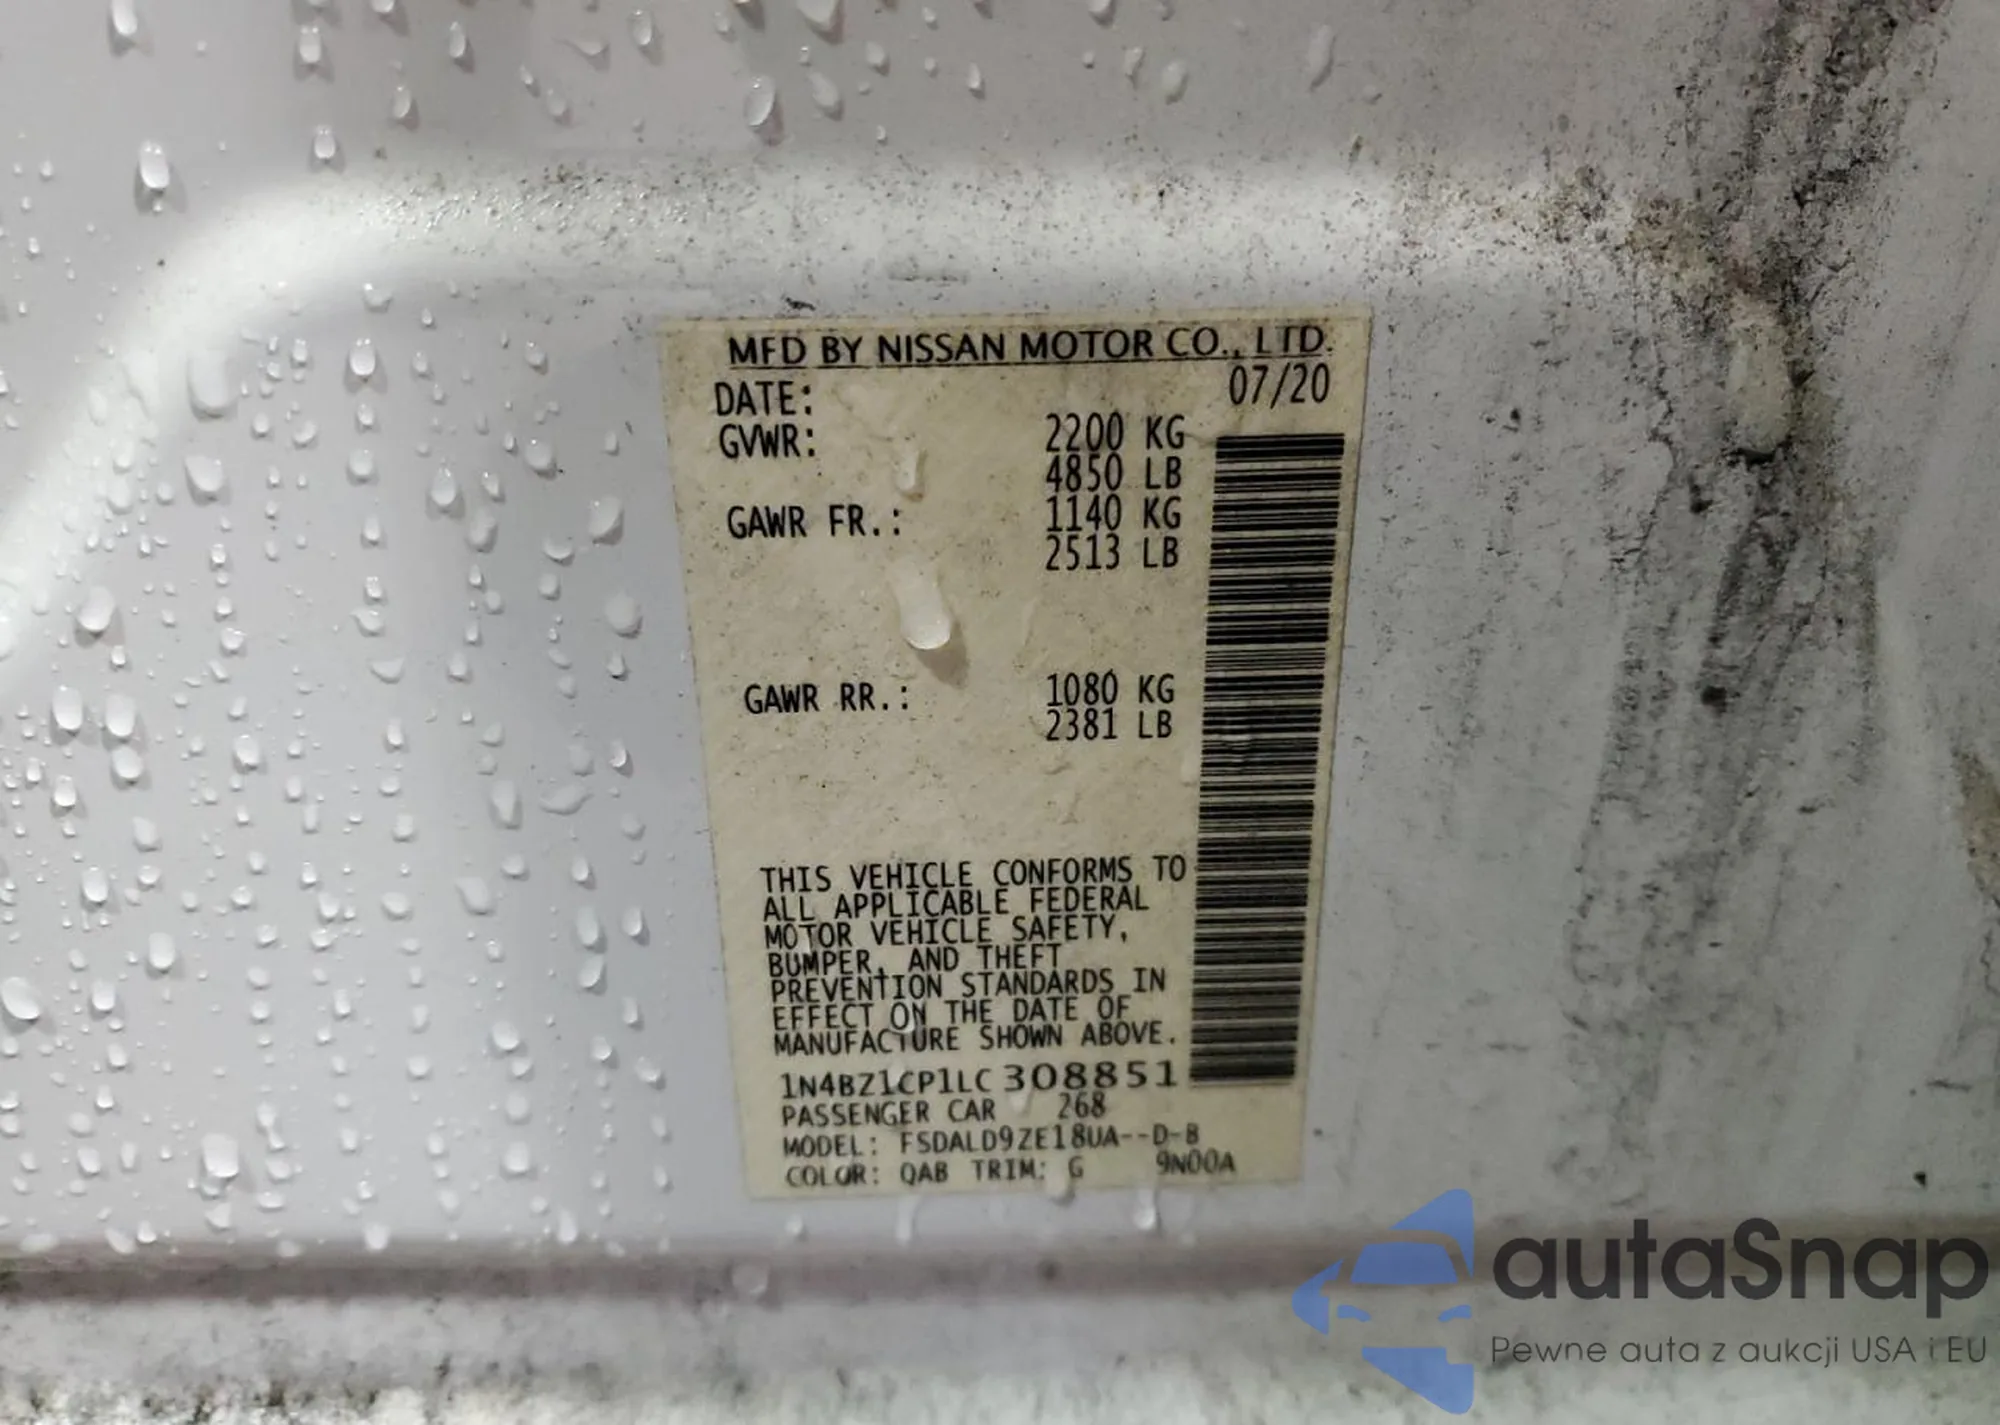 MFD BY NISSAN MOTOR CO., LTD.
DATE: 07/20
GVWR: 2200 KG
4850 LB
GAWR FR.: 1140 KG
2513 LB
GAWR RR.: 1080 KG
2381 LB
THIS VEHICLE CONFORMS TO
ALL APPLICABLE FEDERAL
MOTOR VEHICLE SAFETY,
BUMPER, AND THEFT
PREVENTION STANDARDS IN
EFFECT ON THE DATE OF
MANUFACTURE SHOWN ABOVE.
1N4BZ1CP1LC308851
PASSENGER CAR 268
MODEL: FSDALD9ZE18UA--D-B
COLOR: QAB TRIM: G 9N00A
autaSnap
Pewne auta z aukcji USA i EU